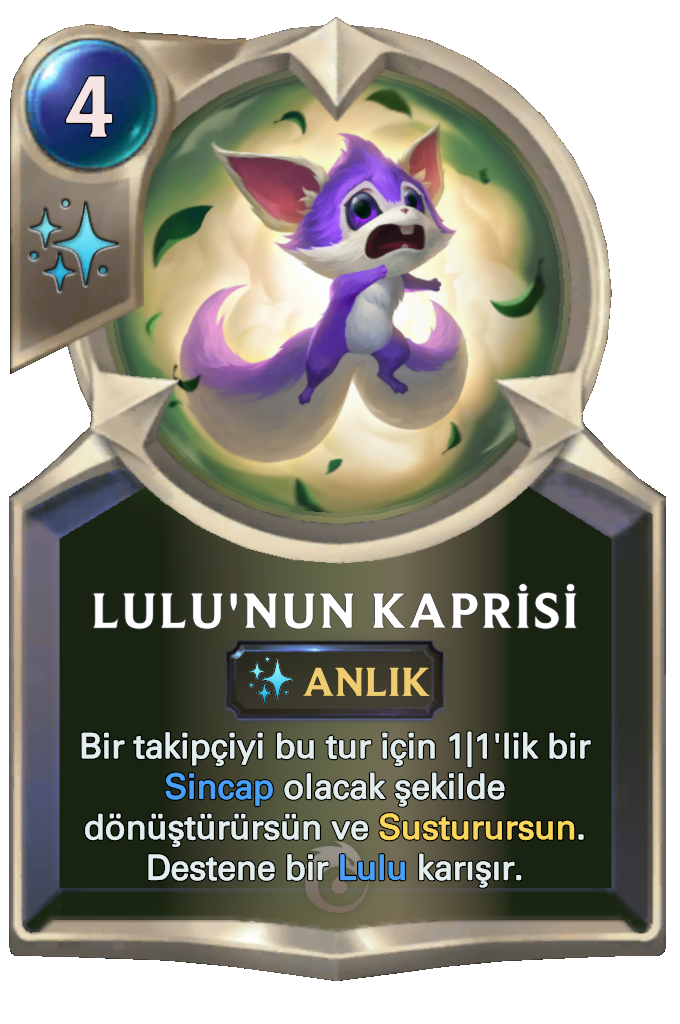 4
LULU'NUN KAPRİSİ
ANLIK
Bir takipçiyi bu tur için 1|1'lik bir
Sincap olacak şekilde
dönüştürürsün ve Susturursun.
Destene bir Lulu karışır.